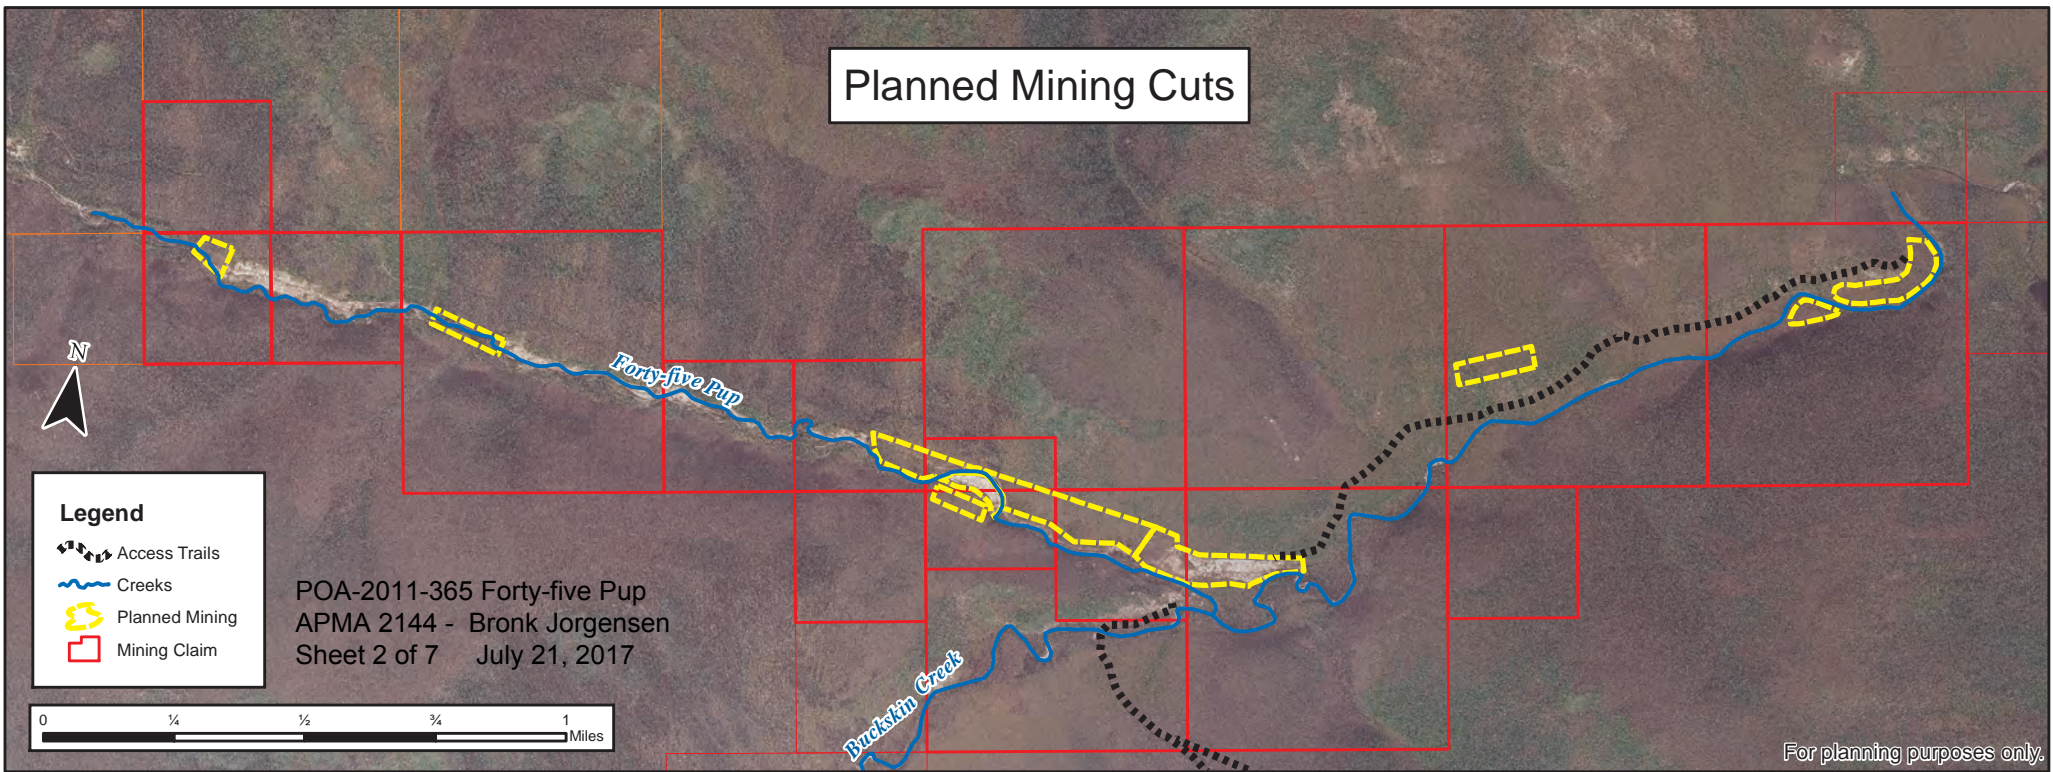 Planned Mining Cuts
Forty-five Pup
N
Legend
Access Trails
Creeks
Planned Mining
Mining Claim
POA-2011-365 Forty-five Pup
APMA 2144 - Bronk Jorgensen
Sheet 2 of 7 July 21, 2017
Buckskin Creek
0 ¼ ½ ¾ 1
Miles
For planning purposes only.